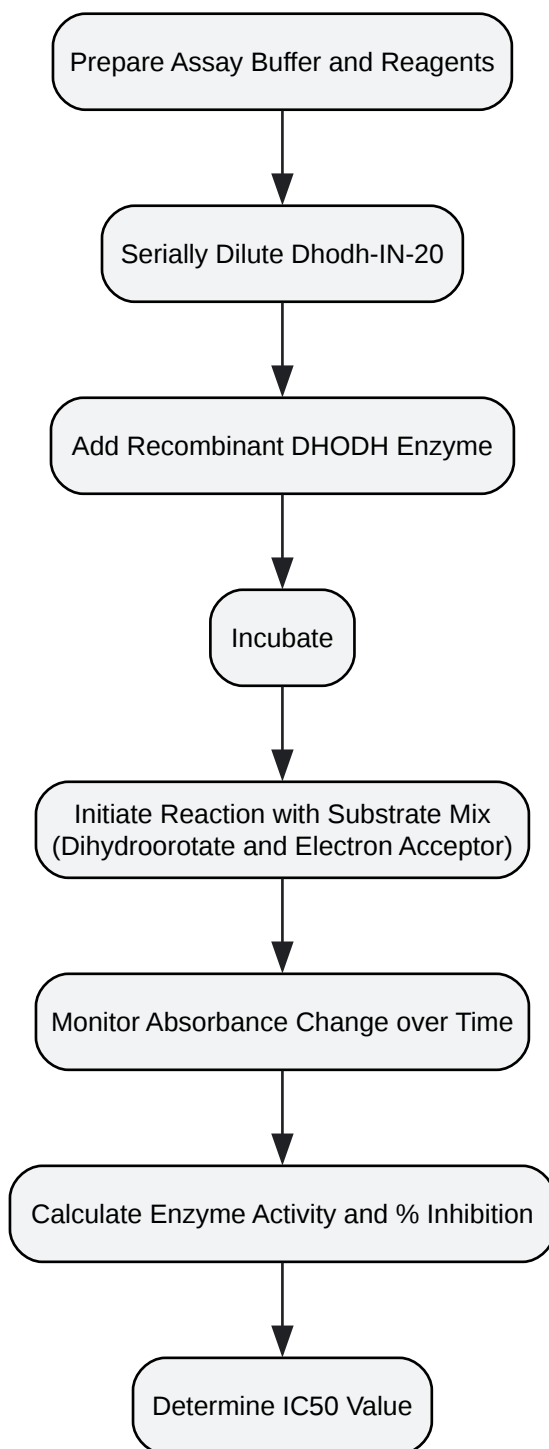 Prepare Assay Buffer and Reagents
Serially Dilute Dhodh-IN-20
Add Recombinant DHODH Enzyme
Incubate
Initiate Reaction with Substrate Mix
(Dihydroorotate and Electron Acceptor)
Monitor Absorbance Change over Time
Calculate Enzyme Activity and % Inhibition
Determine IC50 Value